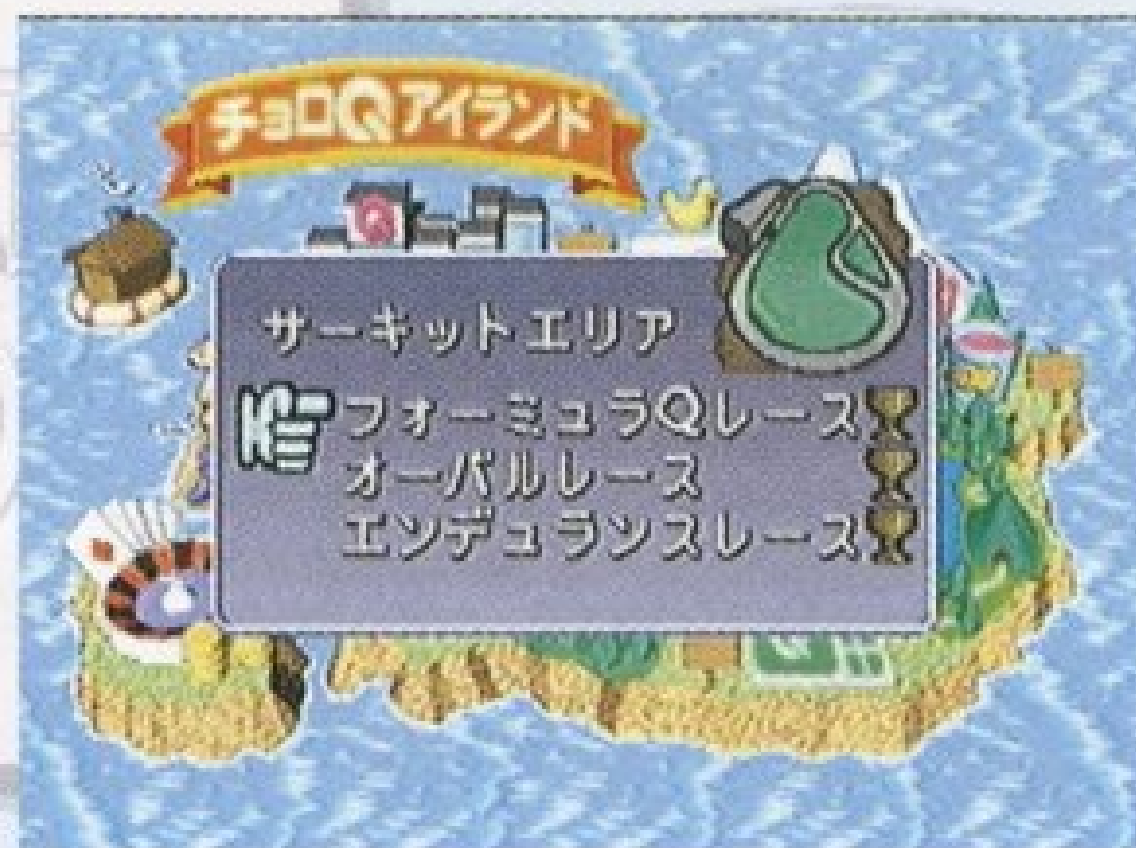 チョロQアイランド
サーキットエリア
フォーミュラQレース
オーバルレース
エンデュランスレース